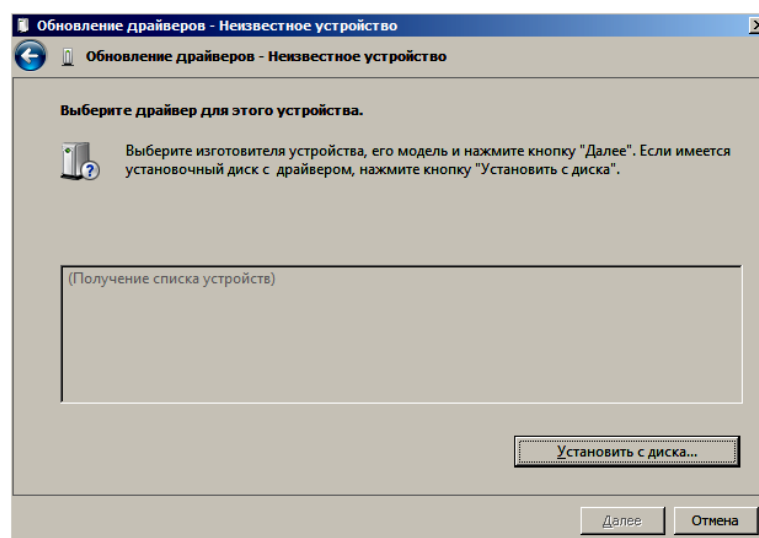 Обновление драйверов - Неизвестное устройство
Обновление драйверов - Неизвестное устройство
Выберите драйвер для этого устройства.
Выберите изготовителя устройства, его модель и нажмите кнопку "Далее". Если имеется
установочный диск с драйвером, нажмите кнопку "Установить с диска".
(Получение списка устройств)
Установить с диска...
Далее
Отмена